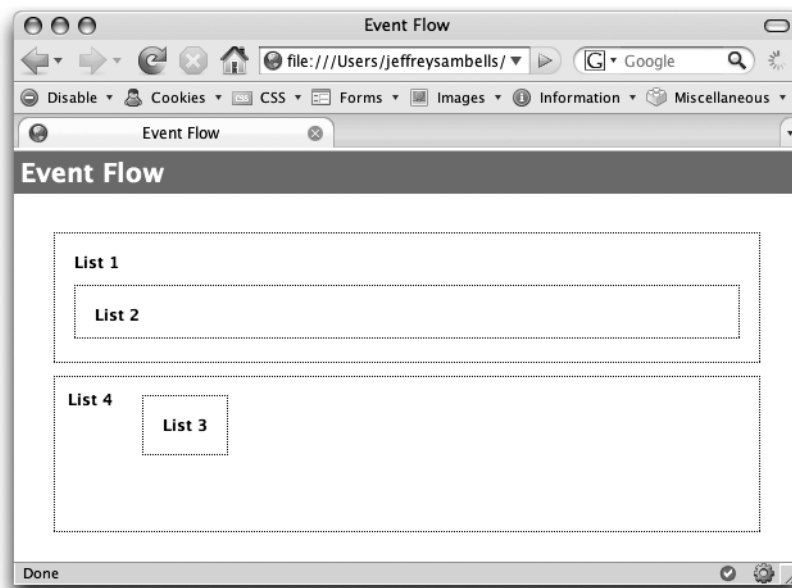 Event Flow
file:///Users/jeffreysambells/ G Google
Disable Cookies CSS Forms Images Information Miscellaneous
Event Flow
Event Flow
List 1
List 2
List 4
List 3
Done